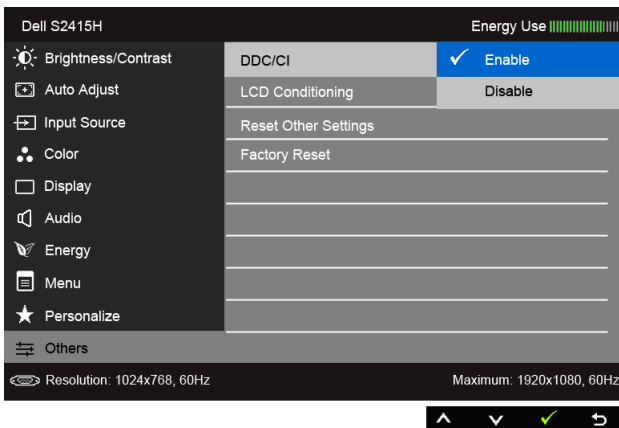 Dell S2415H
Energy Use
Brightness/Contrast
DDC/CI
Enable
Auto Adjust
LCD Conditioning
Disable
Input Source
Reset Other Settings
Color
Factory Reset
Display
Audio
Energy
Menu
Personalize
Others
Resolution: 1024x768, 60Hz
Maximum: 1920x1080, 60Hz